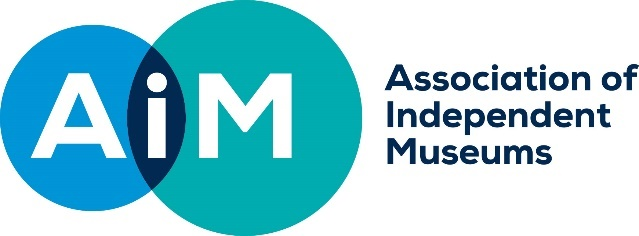 AiM
Association of
Independent
Museums